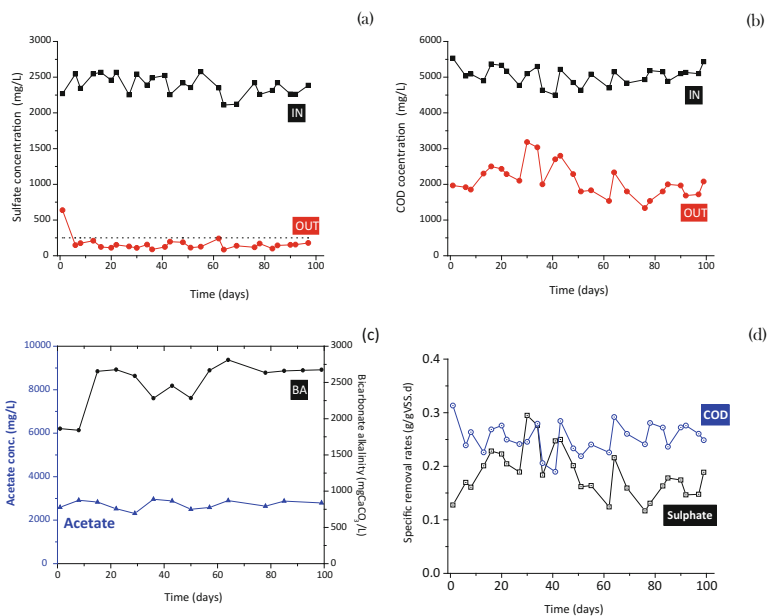 (a)
3000
2500
2000
1500
1000
500
0
Sulfate concentration (mg/L)
IN
OUT
0 20 40 60 80 100
Time (days)
(b)
6000
5000
4000
3000
2000
1000
0
COD cocentration (mg/L)
IN
OUT
0 20 40 60 80 100
Time (days)
(c)
10000
8000
6000
4000
2000
0
Acetate conc. (mg/L)
BA
Acetate
3000
2500
2000
1500
1000
500
0
Bicarbonate alkalinity (mgCaCO3/L)
0 20 40 60 80 100
Time (days)
(d)
0.4
0.3
0.2
0.1
0.0
Specific removal rates (g/gVSS.d)
COD
Sulphate
0 20 40 60 80 100
Time (days)